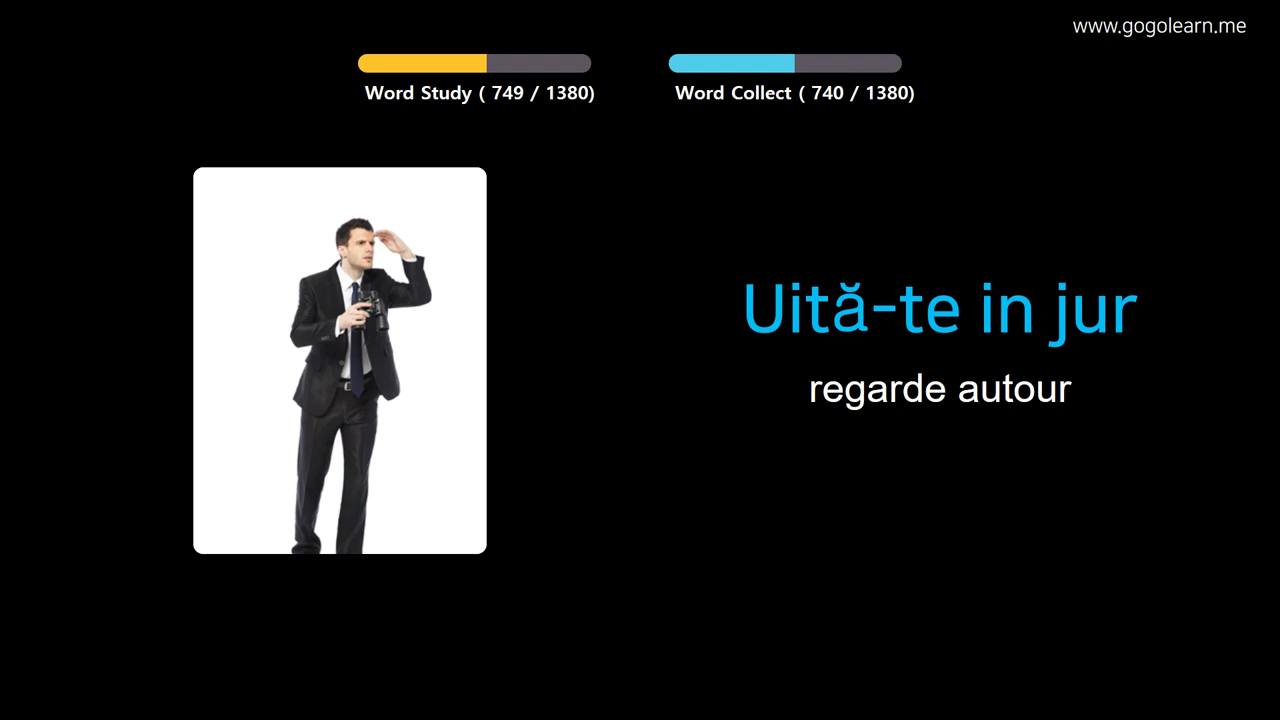 www.gogolearn.me
Word Study ( 749 / 1380)
Word Collect ( 740 / 1380)
Uită-te in jur
regarde autour